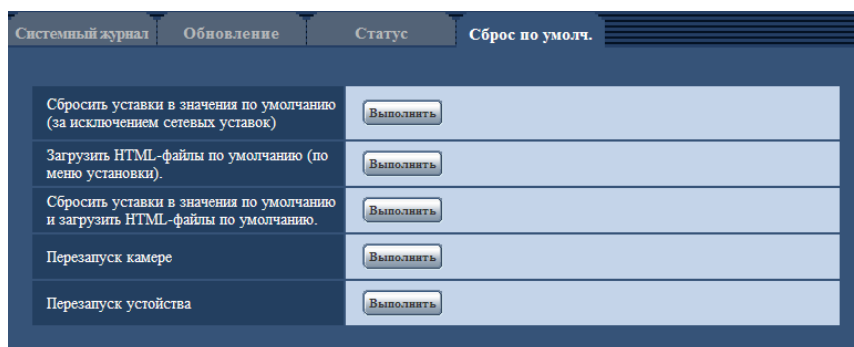 Системный журнал Обновление Статус Сброс по умолч.
Сбросить уставки в значения по умолчанию
(за исключением сетевых уставок)
Выполнить
Загрузить HTML-файлы по умолчанию (по
меню установки).
Выполнить
Сбросить уставки в значения по умолчанию
и загрузить HTML-файлы по умолчанию.
Выполнить
Перезапуск камере
Выполнить
Перезапуск устойства
Выполнить